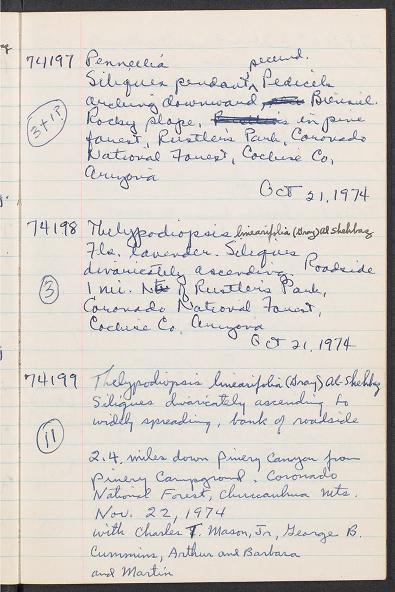 74197 Pennellia
secund.
Siliques pendant, Pedicels
arching downward, Biennial.
Rocky slope, in pine
forest, Rustler's Park, Coronado
National Forest, Cochise Co,
Arizona
3+1P
Oct 21, 1974
74198 Thelypodiopsis linearifolia (Gray) Al-Shehbaz
Fls. lavender. Siliques
divaricately ascending. Roadside
1 mi. N of Rustler's Park,
3
Coronado National Forest,
Cochise Co, Arizona
Oct 21, 1974
74199 Thelypodiopsis linearifolia (Gray) Al-Shehbaz
Siliques divaricately ascending to
widely spreading, bank of roadside
11
2.4 miles down Pinery Canyon from
Pinery Campground. Coronado
National Forest, Chiricahua Mts.
Nov. 22, 1974
with Charles T. Mason, Jr, George B.
Cummins, Arthur and Barbara
and Martin